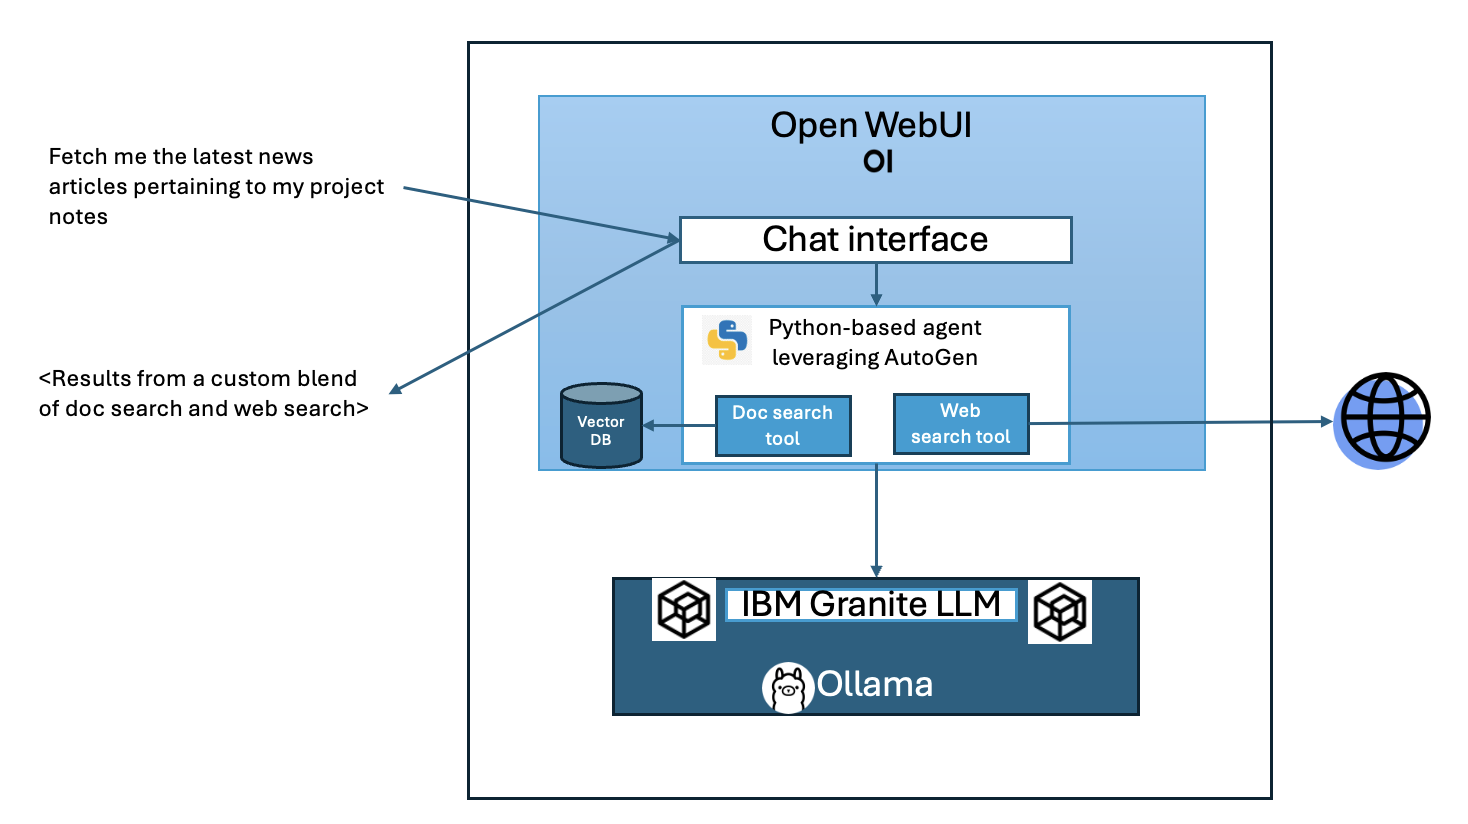 Open WebUI
OI
Fetch me the latest news
articles pertaining to my project
notes
Chat interface
Python-based agent
leveraging AutoGen
<Results from a custom blend
of doc search and web search>
Vector
DB
Doc search
tool
Web
search tool
IBM Granite LLM
Ollama